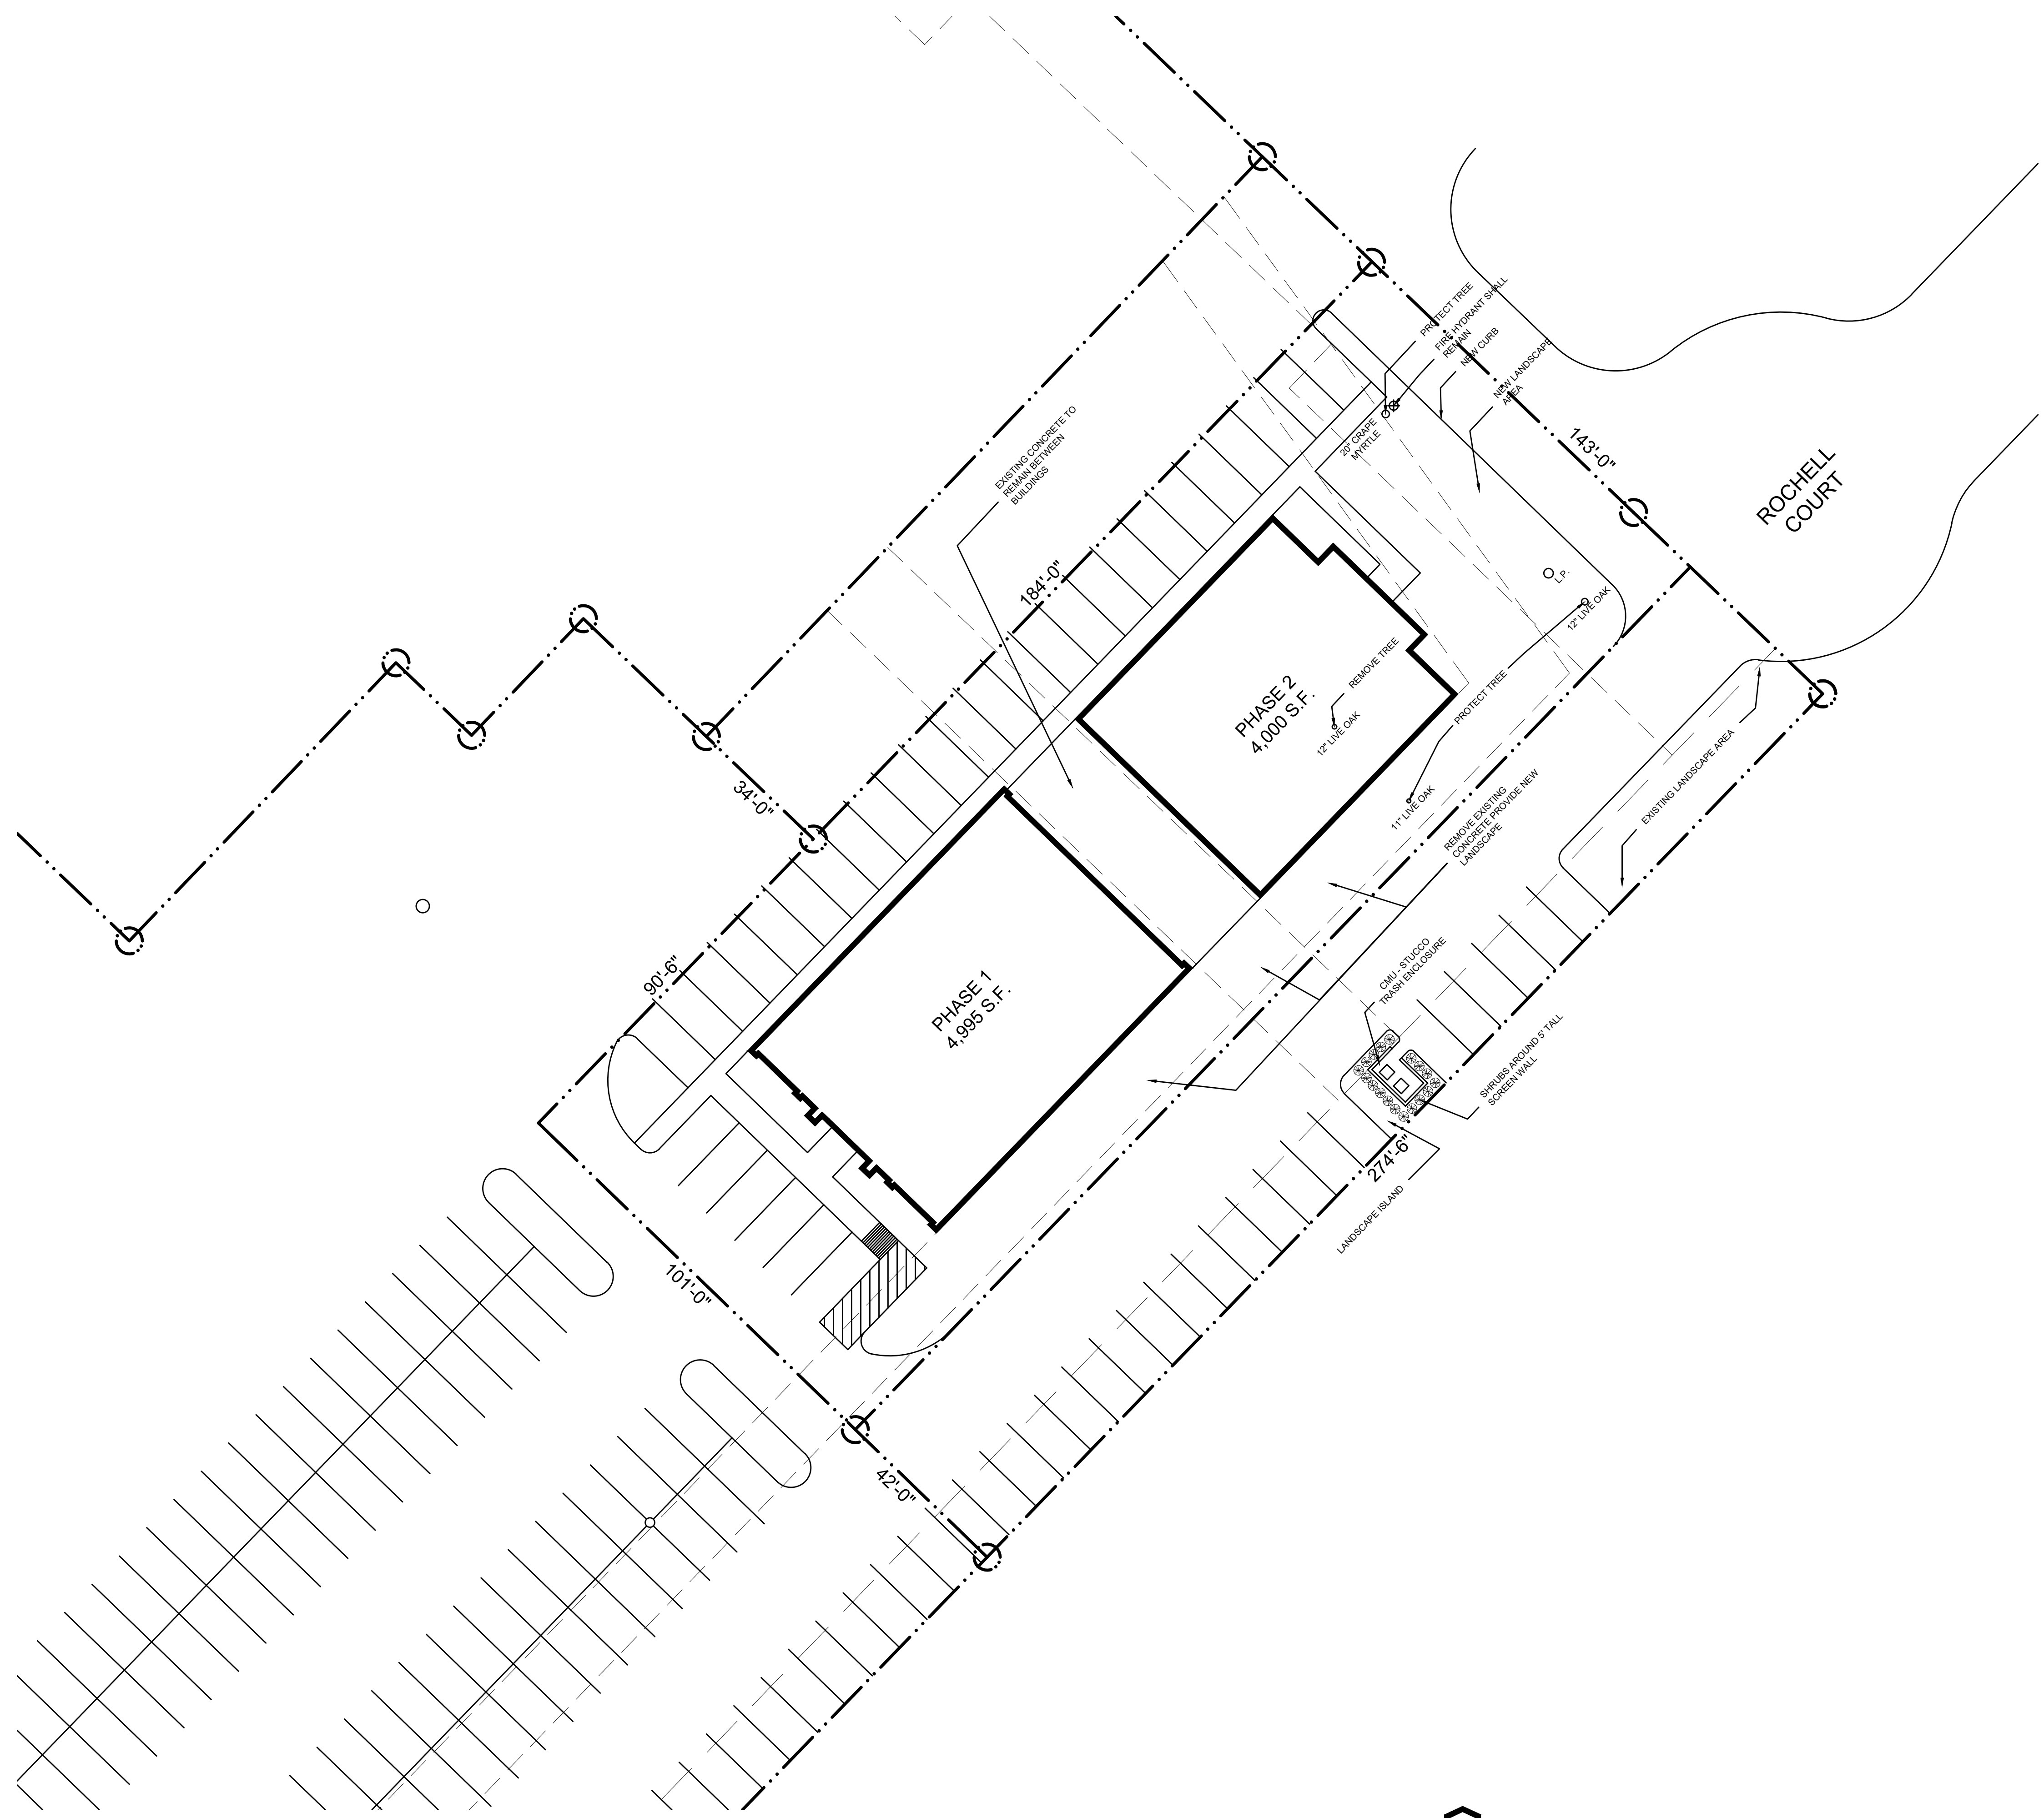 PROTECT TREE
FIRE HYDRANT SHALL
REMAIN
NEW CURB
NEW LANDSCAPE
AREA
20" CRAPE
MYRTLE
143'-0"
ROCHELL
COURT
EXISTING CONCRETE TO
REMAIN BETWEEN
BUILDINGS
184'-0"
L.P.
12" LIVE OAK
REMOVE TREE
PHASE 2
4,000 S.F.
12" LIVE OAK
PROTECT TREE
11" LIVE OAK
EXISTING LANDSCAPE AREA
34'-0"
REMOVE EXISTING
CONCRETE PROVIDE NEW
LANDSCAPE
90'-6"
PHASE 1
4,995 S.F.
CMU - STUCCO
TRASH ENCLOSURE
SHRUBS AROUND 5' TALL
SCREEN WALL
274'-6"
LANDSCAPE ISLAND
101'-0"
42'-0"